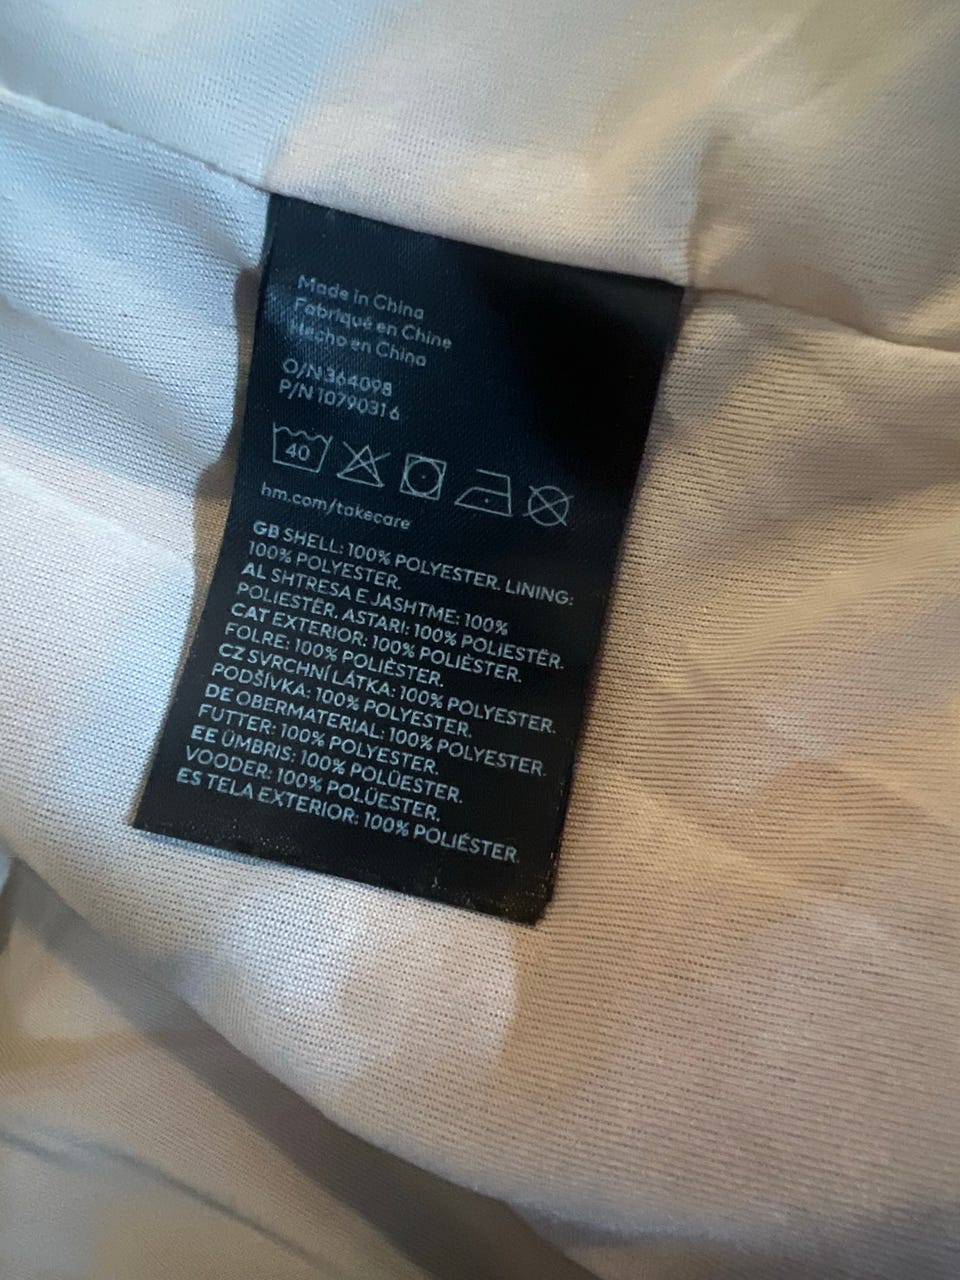 Made in China
Fabriqué en Chine
Hecho en China
O/N 364098
P/N 10790316
40
hm.com/takecare
GB SHELL: 100% POLYESTER. LINING:
100% POLYESTER.
AL SHTRESA E JASHTME: 100%
POLIESTËR. ASTARI: 100% POLIESTËR.
CAT EXTERIOR: 100% POLIÈSTER.
FOLRE: 100% POLIÈSTER.
CZ SVRCHNÍ LÁTKA: 100% POLYESTER.
PODŠÍVKA: 100% POLYESTER.
DE OBERMATERIAL: 100% POLYESTER.
FUTTER: 100% POLYESTER.
EE ÜMBRIS: 100% POLÜESTER.
VOODER: 100% POLÜESTER.
ES TELA EXTERIOR: 100% POLIÉSTER.